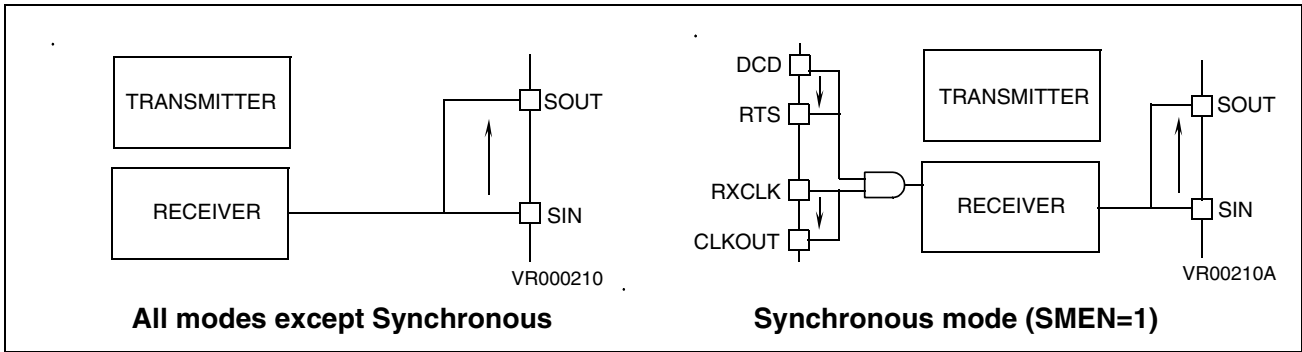 TRANSMITTER
SOUT
RECEIVER
SIN
VR000210
All modes except Synchronous
DCD
RTS
TRANSMITTER
SOUT
RXCLK
RECEIVER
SIN
CLKOUT
VR00210A
Synchronous mode (SMEN=1)